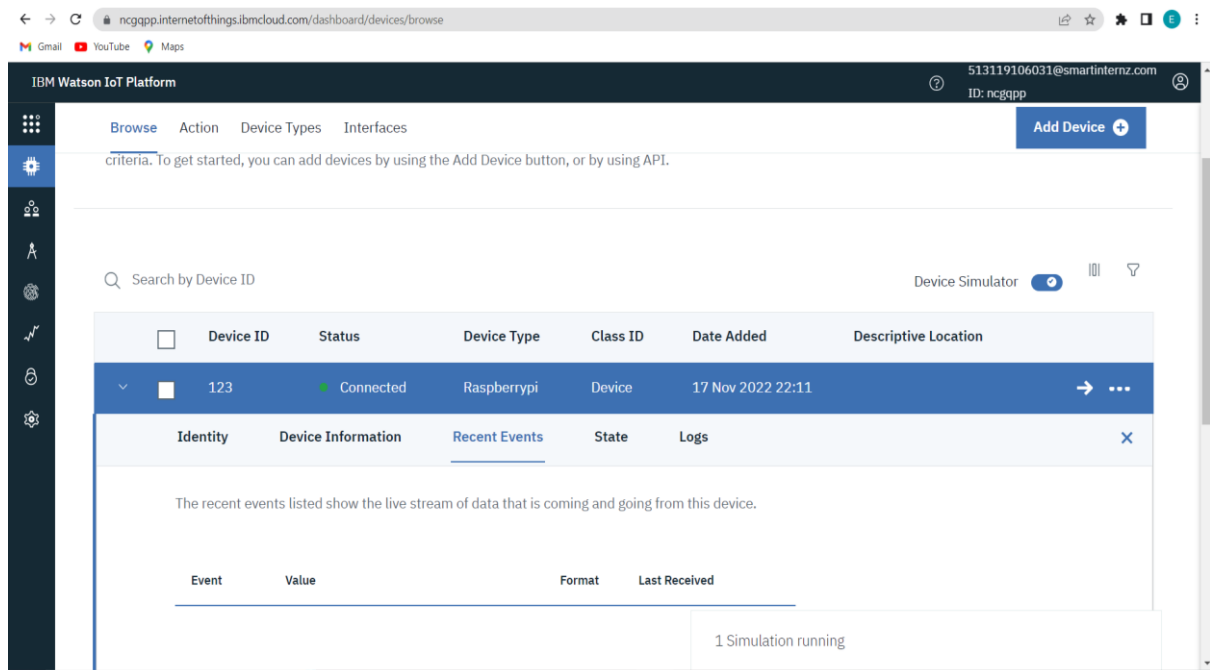 ncgqpp.internetofthings.ibmcloud.com/dashboard/devices/browse
E
Gmail YouTube Maps
IBM Watson IoT Platform
513119106031@smartinternz.com
ID: ncgqpp
Browse Action Device Types Interfaces
Add Device
criteria. To get started, you can add devices by using the Add Device button, or by using API.
Search by Device ID
Device Simulator
Device ID Status Device Type Class ID Date Added Descriptive Location
123 Connected Raspberrypi Device 17 Nov 2022 22:11
Identity Device Information Recent Events State Logs
The recent events listed show the live stream of data that is coming and going from this device.
Event Value Format Last Received
1 Simulation running